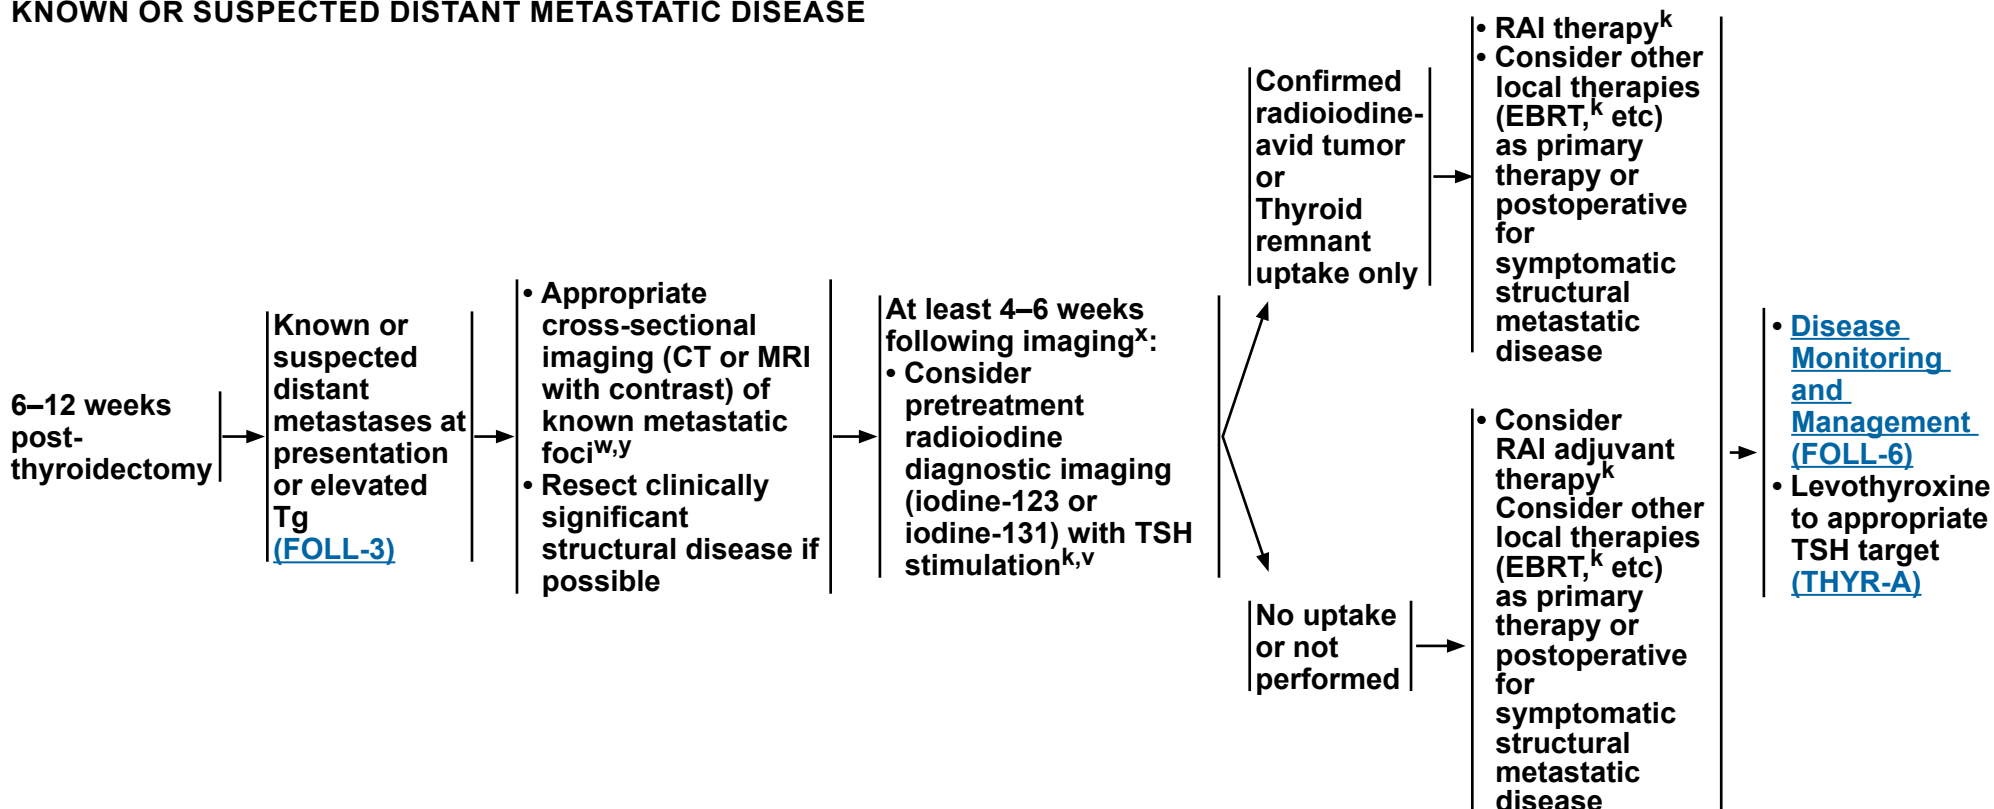 KNOWN OR SUSPECTED DISTANT METASTATIC DISEASE
6–12 weeks
post-
thyroidectomy
Known or
suspected
distant
metastases at
presentation
or elevated
Tg
(FOLL-3)
• Appropriate
cross-sectional
imaging (CT or MRI
with contrast) of
known metastatic
foci^w,y
• Resect clinically
significant
structural disease if
possible
At least 4–6 weeks
following imaging^x:
• Consider
pretreatment
radioiodine
diagnostic imaging
(iodine-123 or
iodine-131) with TSH
stimulation^k,v
Confirmed
radioiodine-
avid tumor
or
Thyroid
remnant
uptake only
• RAI therapy^k
• Consider other
local therapies
(EBRT,^k etc)
as primary
therapy or
postoperative
for
symptomatic
structural
metastatic
disease
No uptake
or not
performed
• Consider
RAI adjuvant
therapy^k
Consider other
local therapies
(EBRT,^k etc)
as primary
therapy or
postoperative
for
symptomatic
structural
metastatic
disease
• Disease
Monitoring
and
Management
(FOLL-6)
• Levothyroxine
to appropriate
TSH target
(THYR-A)